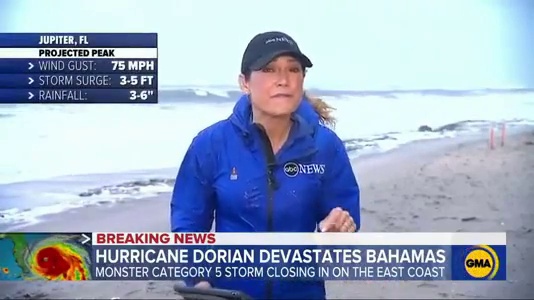 JUPITER, FL
PROJECTED PEAK
> WIND GUST: 75 MPH
> STORM SURGE: 3-5 FT
> RAINFALL: 3-6"
abc NEWS
BREAKING NEWS
HURRICANE DORIAN DEVASTATES BAHAMAS
MONSTER CATEGORY 5 STORM CLOSING IN ON THE EAST COAST
GMA